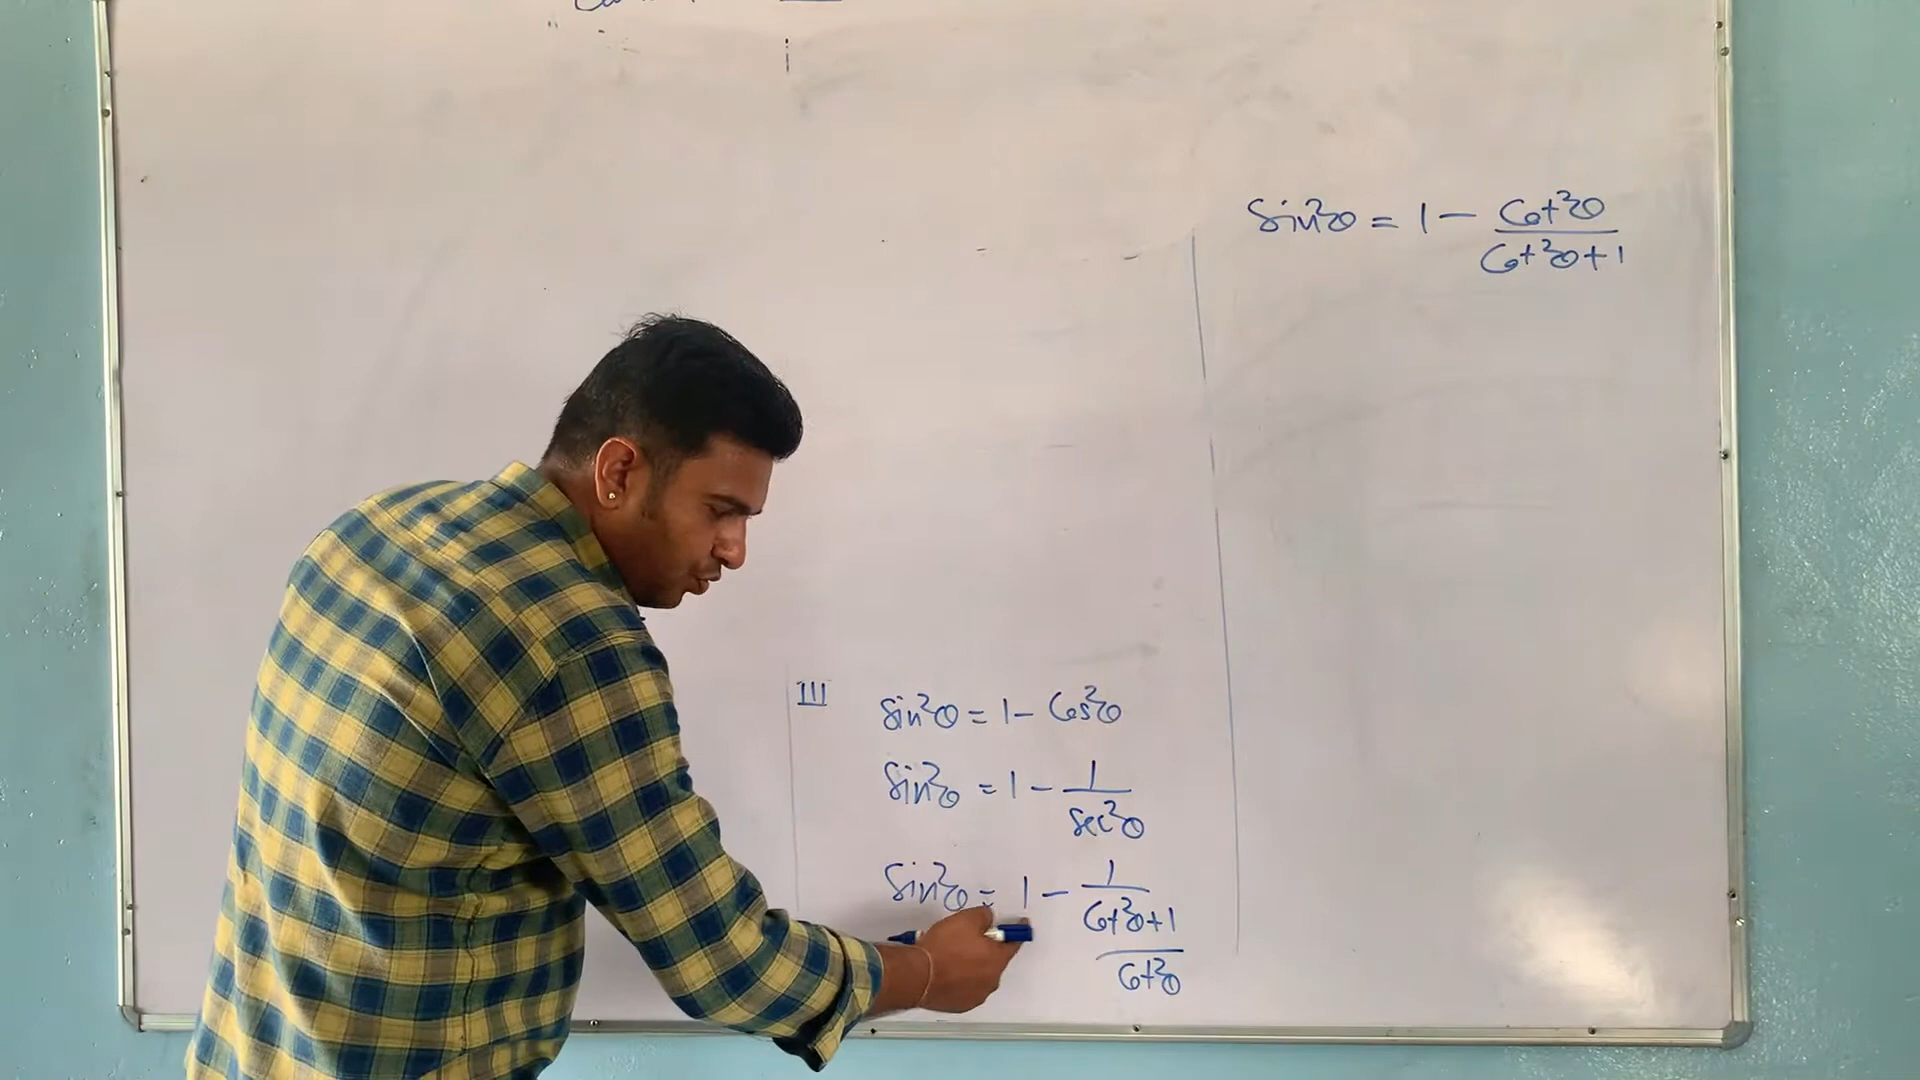 III
sin²θ = 1 - Cos²θ
sin²θ = 1 - 1/sec²θ
sin²θ = 1 - 1/((Cot²θ+1)/Cot²θ)
sin²θ = 1 - Cot²θ/(Cot²θ+1)